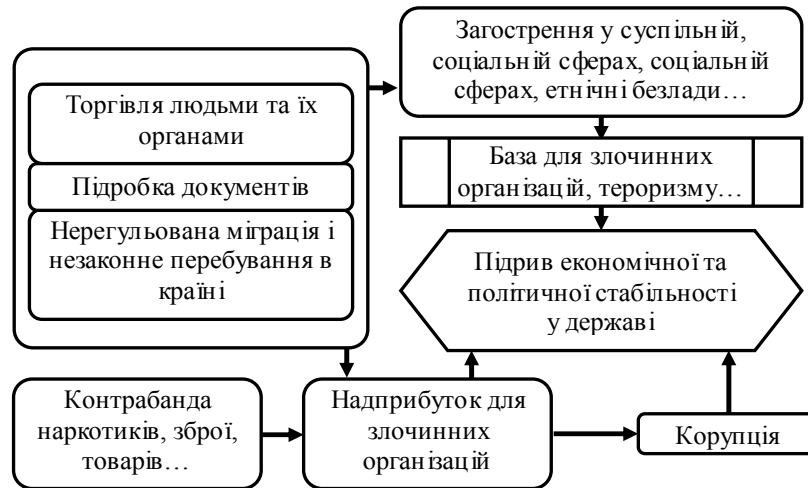 Загострення у суспільній,
соціальній сферах, соціальній
сферах, етнічні безлади…
Торгівля людьми та їх
органами
Підробка документів
Нерегульована міграція і
незаконне перебування в
країні
База для злочинних
організацій, тероризму…
Підрив економічної та
політичної стабільності
у державі
Контрабанда
наркотиків, зброї,
товарів…
Надприбуток для
злочинних
організацій
Корупція